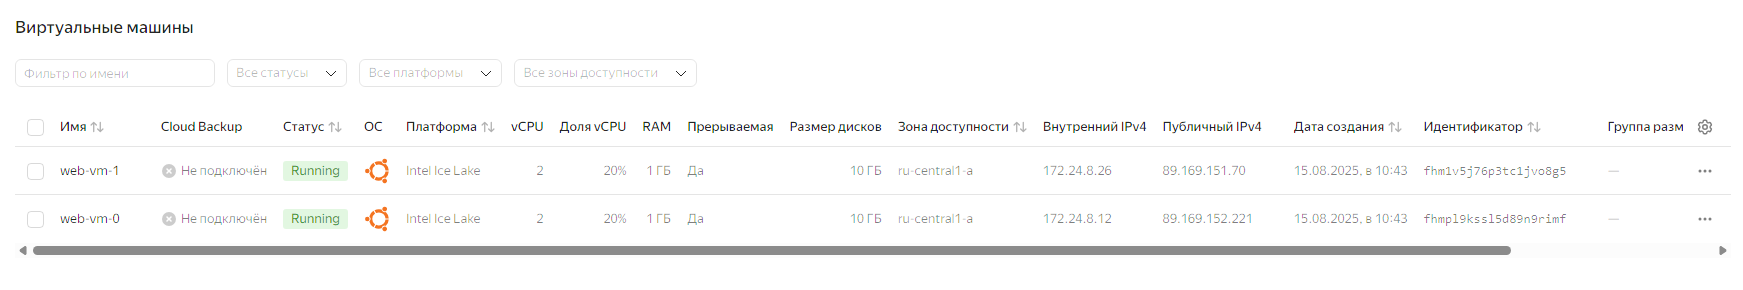 Виртуальные машины
Фильтр по имени Все статусы Все платформы Все зоны доступности
Имя Cloud Backup Статус ОС Платформа vCPU Доля vCPU RAM Прерываемая Размер дисков Зона доступности Внутренний IPv4 Публичный IPv4 Дата создания Идентификатор Группа разм
web-vm-1 Не подключён Running Intel Ice Lake 2 20% 1 ГБ Да 10 ГБ ru-central1-a 172.24.8.26 89.169.151.70 15.08.2025, в 10:43 fhm1v5j76p3tc1jvo8g5 —
web-vm-0 Не подключён Running Intel Ice Lake 2 20% 1 ГБ Да 10 ГБ ru-central1-a 172.24.8.12 89.169.152.221 15.08.2025, в 10:43 fhmpl9kssl5d89n9rimf —